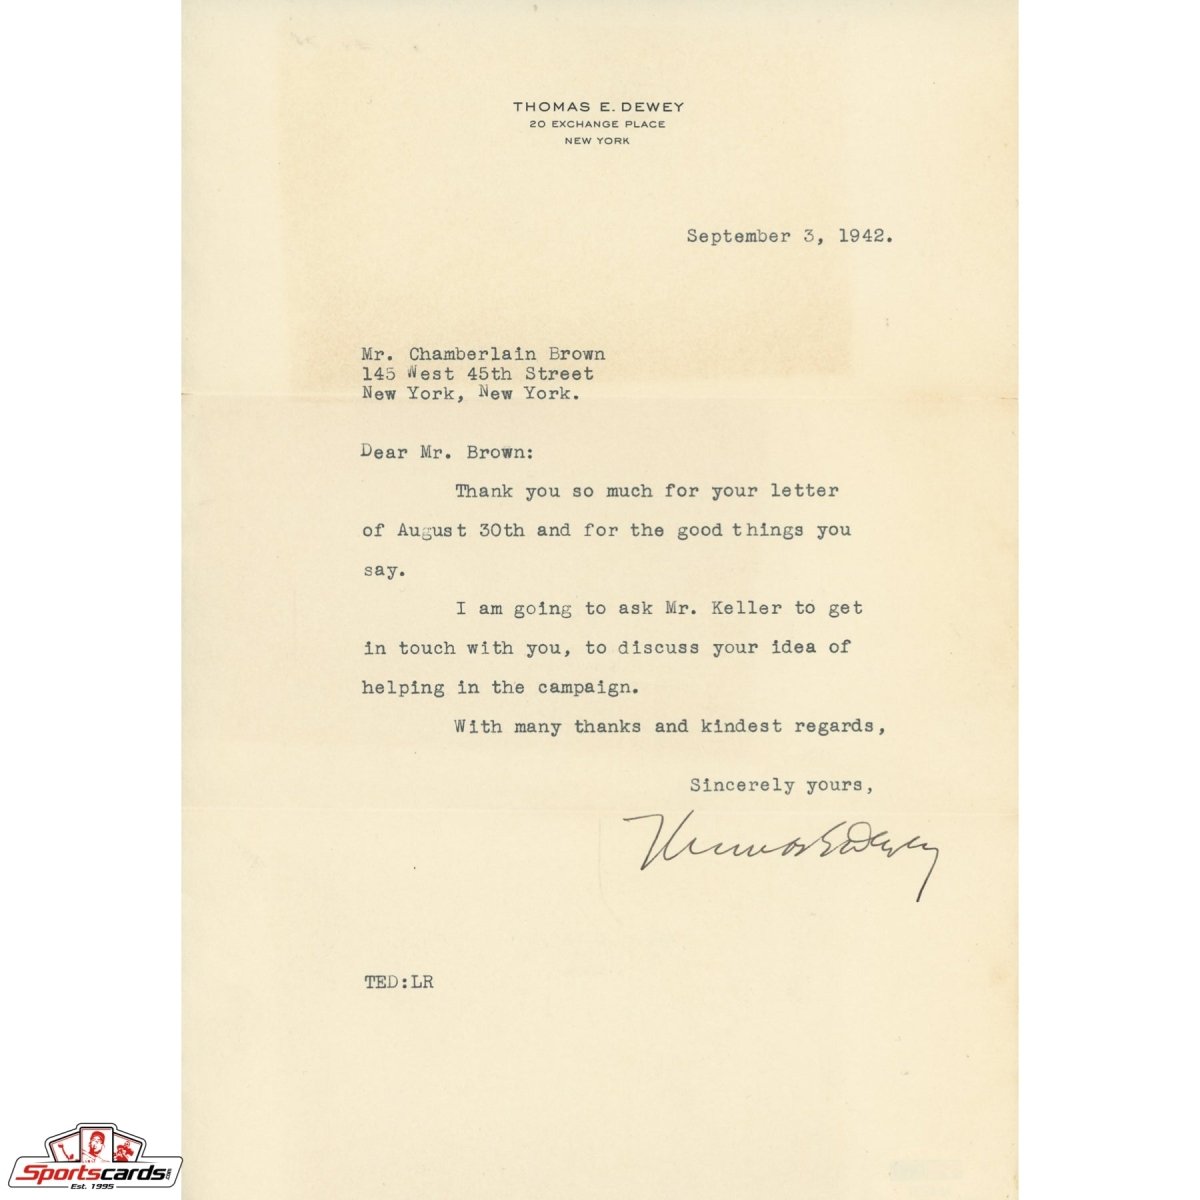 THOMAS E. DEWEY
20 EXCHANGE PLACE
NEW YORK
September 3, 1942.
Mr. Chamberlain Brown
145 West 45th Street
New York, New York.
Dear Mr. Brown:
Thank you so much for your letter
of August 30th and for the good things you
say.
I am going to ask Mr. Keller to get
in touch with you, to discuss your idea of
helping in the campaign.
With many thanks and kindest regards,
Sincerely yours,
Thomas E Dewey
TED:LR
Sportscards.com
Est. 1995